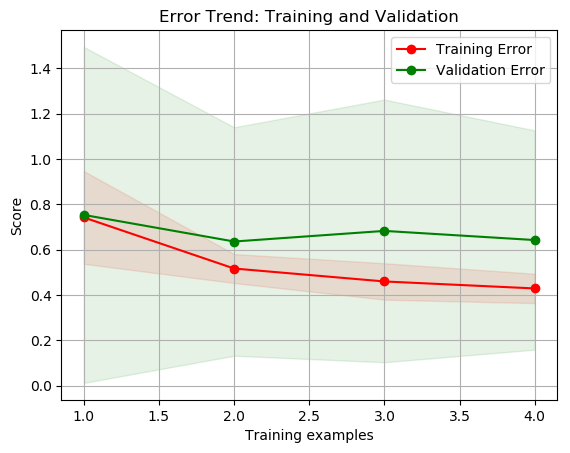 Error Trend: Training and Validation
Training Error
Validation Error
Score
1.4
1.2
1.0
0.8
0.6
0.4
0.2
0.0
1.0 1.5 2.0 2.5 3.0 3.5 4.0
Training examples